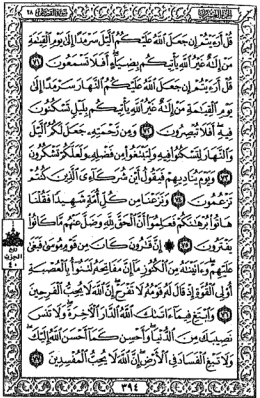 الجزء العشرون سورة القصص ٢٨
قُلْ أَرَءَيْتُمْ إِن جَعَلَ ٱللَّهُ عَلَيْكُمُ ٱلَّيْلَ سَرْمَدًا إِلَىٰ يَوْمِ ٱلْقِيَٰمَةِ
مَنْ إِلَٰهٌ غَيْرُ ٱللَّهِ يَأْتِيكُم بِضِيَآءٍ أَفَلَا تَسْمَعُونَ ٧١
قُلْ أَرَءَيْتُمْ إِن جَعَلَ ٱللَّهُ عَلَيْكُمُ ٱلنَّهَارَ سَرْمَدًا إِلَىٰ
يَوْمِ ٱلْقِيَٰمَةِ مَنْ إِلَٰهٌ غَيْرُ ٱللَّهِ يَأْتِيكُم بِلَيْلٍ تَسْكُنُونَ
فِيهِ أَفَلَا تُبْصِرُونَ ٧٢ وَمِن رَّحْمَتِهِۦ جَعَلَ لَكُمُ ٱلَّيْلَ
وَٱلنَّهَارَ لِتَسْكُنُوا۟ فِيهِ وَلِتَبْتَغُوا۟ مِن فَضْلِهِۦ وَلَعَلَّكُمْ تَشْكُرُونَ
٧٣ وَيَوْمَ يُنَادِيهِمْ فَيَقُولُ أَيْنَ شُرَكَآءِىَ ٱلَّذِينَ كُنتُمْ
تَزْعُمُونَ ٧٤ وَنَزَعْنَا مِن كُلِّ أُمَّةٍ شَهِيدًا فَقُلْنَا
هَاتُوا۟ بُرْهَٰنَكُمْ فَعَلِمُوٓا۟ أَنَّ ٱلْحَقَّ لِلَّهِ وَضَلَّ عَنْهُم مَّا كَانُوا۟
يَفْتَرُونَ ٧٥ إِنَّ قَٰرُونَ كَانَ مِن قَوْمِ مُوسَىٰ فَبَغَىٰ
عَلَيْهِمْ وَءَاتَيْنَٰهُ مِنَ ٱلْكُنُوزِ مَآ إِنَّ مَفَاتِحَهُۥ لَتَنُوٓأُ بِٱلْعُصْبَةِ
أُو۟لِى ٱلْقُوَّةِ إِذْ قَالَ لَهُۥ قَوْمُهُۥ لَا تَفْرَحْ إِنَّ ٱللَّهَ لَا يُحِبُّ ٱلْفَرِحِينَ
٧٦ وَٱبْتَغِ فِيمَآ ءَاتَىٰكَ ٱللَّهُ ٱلدَّارَ ٱلْءَاخِرَةَ وَلَا تَنسَ
نَصِيبَكَ مِنَ ٱلدُّنْيَا وَأَحْسِن كَمَآ أَحْسَنَ ٱللَّهُ إِلَيْكَ
وَلَا تَبْغِ ٱلْفَسَادَ فِى ٱلْأَرْضِ إِنَّ ٱللَّهَ لَا يُحِبُّ ٱلْمُفْسِدِينَ ٧٧
٣٩٤